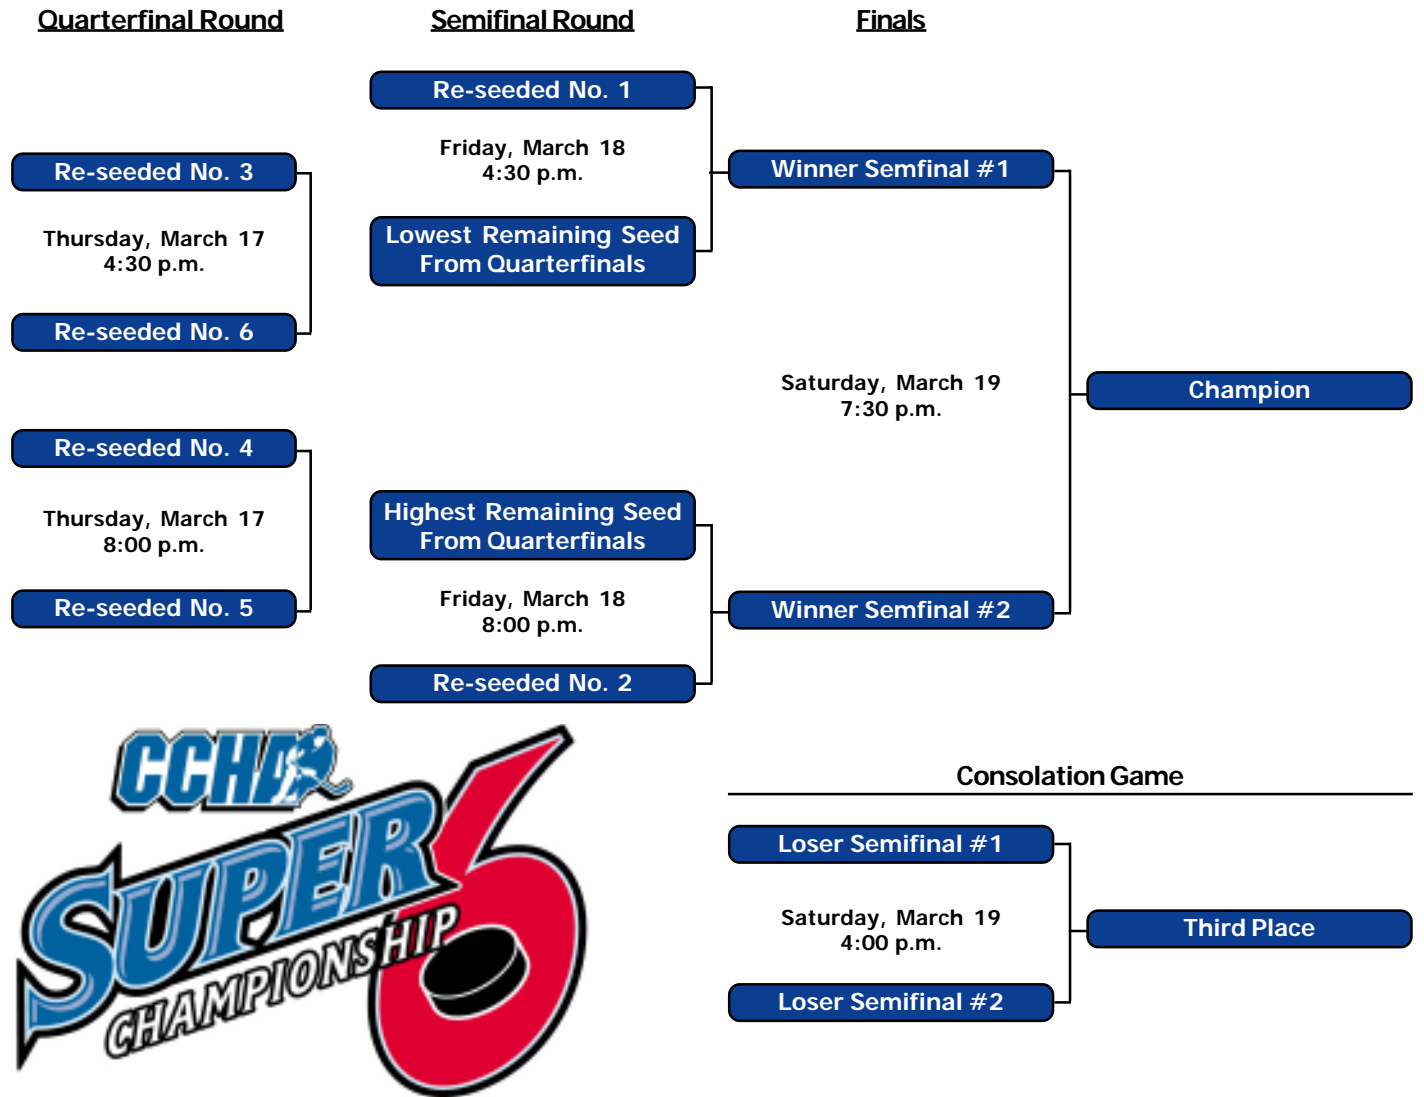 Quarterfinal Round
Semifinal Round
Finals
Re-seeded No. 3
Thursday, March 17
4:30 p.m.
Re-seeded No. 6
Re-seeded No. 4
Thursday, March 17
8:00 p.m.
Re-seeded No. 5
Re-seeded No. 1
Friday, March 18
4:30 p.m.
Lowest Remaining Seed
From Quarterfinals
Highest Remaining Seed
From Quarterfinals
Friday, March 18
8:00 p.m.
Re-seeded No. 2
Winner Semfinal #1
Saturday, March 19
7:30 p.m.
Winner Semfinal #2
Champion
CCHA
SUPER 6
CHAMPIONSHIP
Consolation Game
Loser Semifinal #1
Saturday, March 19
4:00 p.m.
Loser Semifinal #2
Third Place